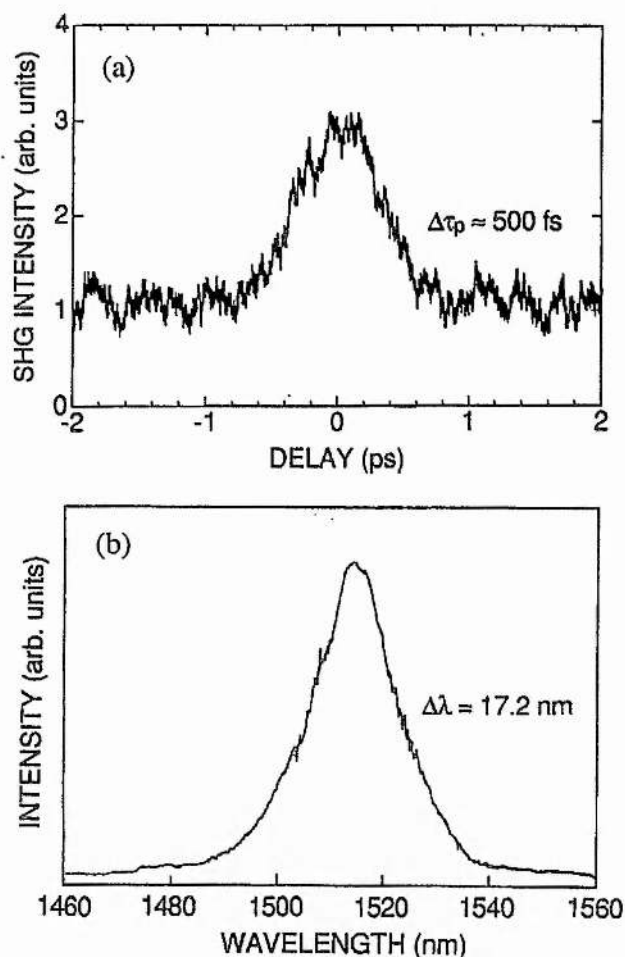 (a)
SHG INTENSITY (arb. units)
4
3
2
1
0
Δτp ≈ 500 fs
-2 -1 0 1 2
DELAY (ps)
(b)
INTENSITY (arb. units)
Δλ = 17.2 nm
1460 1480 1500 1520 1540 1560
WAVELENGTH (nm)